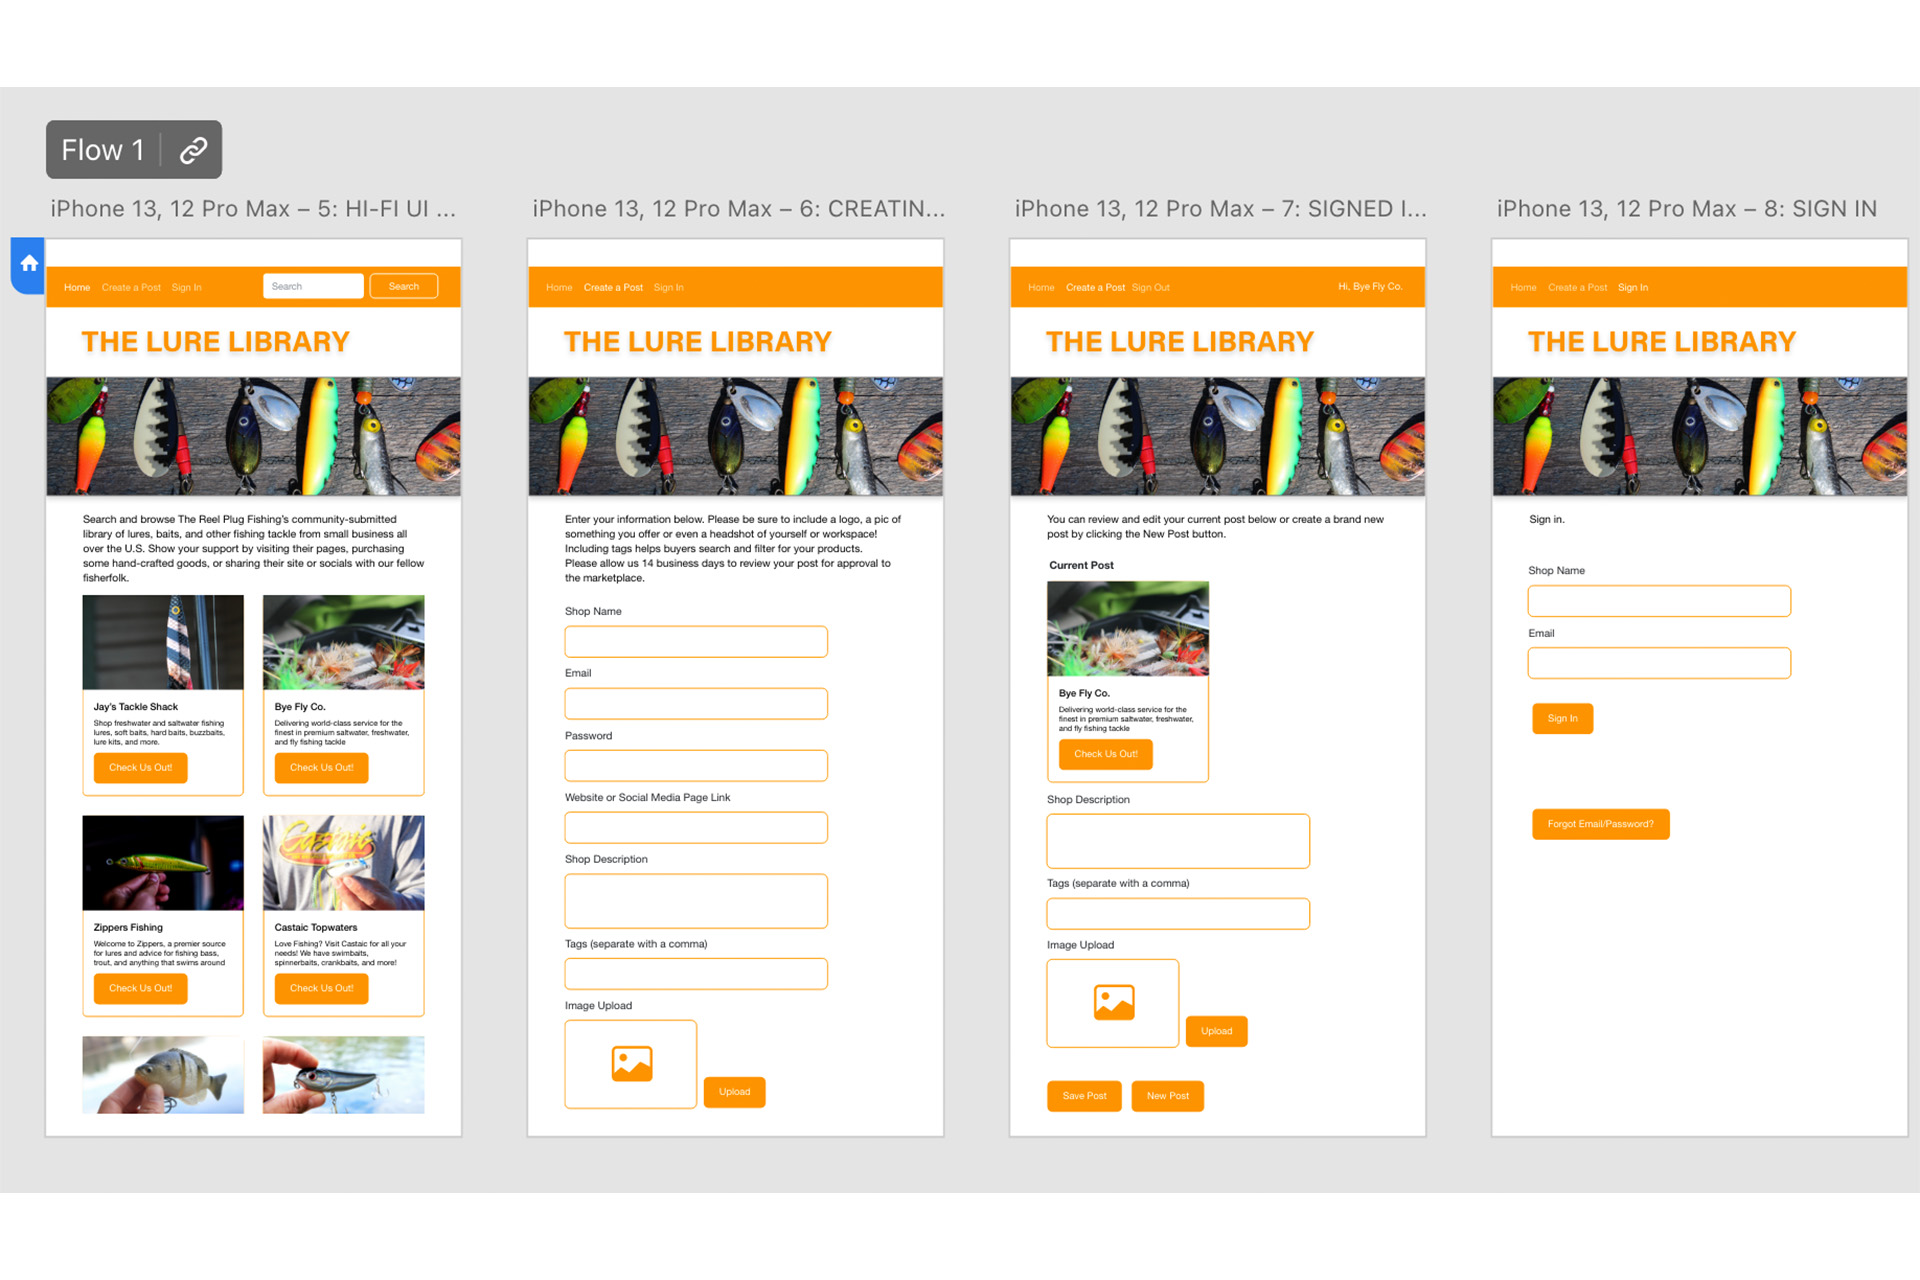 Flow 1
iPhone 13, 12 Pro Max – 5: HI-FI UI ...
Home Create a Post Sign In Search Search
THE LURE LIBRARY
Search and browse The Reel Plug Fishing's community-submitted
library of lures, baits, and other fishing tackle from small business all
over the U.S. Show your support by visiting their pages, purchasing
some hand-crafted goods, or sharing their site or socials with our fellow
fisherfolk.
Jay's Tackle Shack
Shop freshwater and saltwater fishing
lures, soft baits, hard baits, buzzbaits,
lure kits, and more.
Check Us Out!
Bye Fly Co.
Delivering world-class service for the
finest in premium saltwater, freshwater,
and fly fishing tackle
Check Us Out!
Castaic
Zippers Fishing
Welcome to Zippers, a premier source
for lures and advice for fishing bass,
trout, and anything that swims around
Check Us Out!
Castaic Topwaters
Love Fishing? Visit Castaic for all your
needs! We have swimbaits,
spinnerbaits, crankbaits, and more!
Check Us Out!
iPhone 13, 12 Pro Max – 6: CREATIN...
Home Create a Post Sign In
THE LURE LIBRARY
Enter your information below. Please be sure to include a logo, a pic of
something you offer or even a headshot of yourself or workspace!
Including tags helps buyers search and filter for your products.
Please allow us 14 business days to review your post for approval to
the marketplace.
Shop Name
Email
Password
Website or Social Media Page Link
Shop Description
Tags (separate with a comma)
Image Upload
Upload
iPhone 13, 12 Pro Max – 7: SIGNED I...
Home Create a Post Sign Out Hi, Bye Fly Co.
THE LURE LIBRARY
You can review and edit your current post below or create a brand new
post by clicking the New Post button.
Current Post
Bye Fly Co.
Delivering world-class service for the
finest in premium saltwater, freshwater,
and fly fishing tackle
Check Us Out!
Shop Description
Tags (separate with a comma)
Image Upload
Upload
Save Post New Post
iPhone 13, 12 Pro Max – 8: SIGN IN
Home Create a Post Sign In
THE LURE LIBRARY
Sign in.
Shop Name
Email
Sign In
Forgot Email/Password?